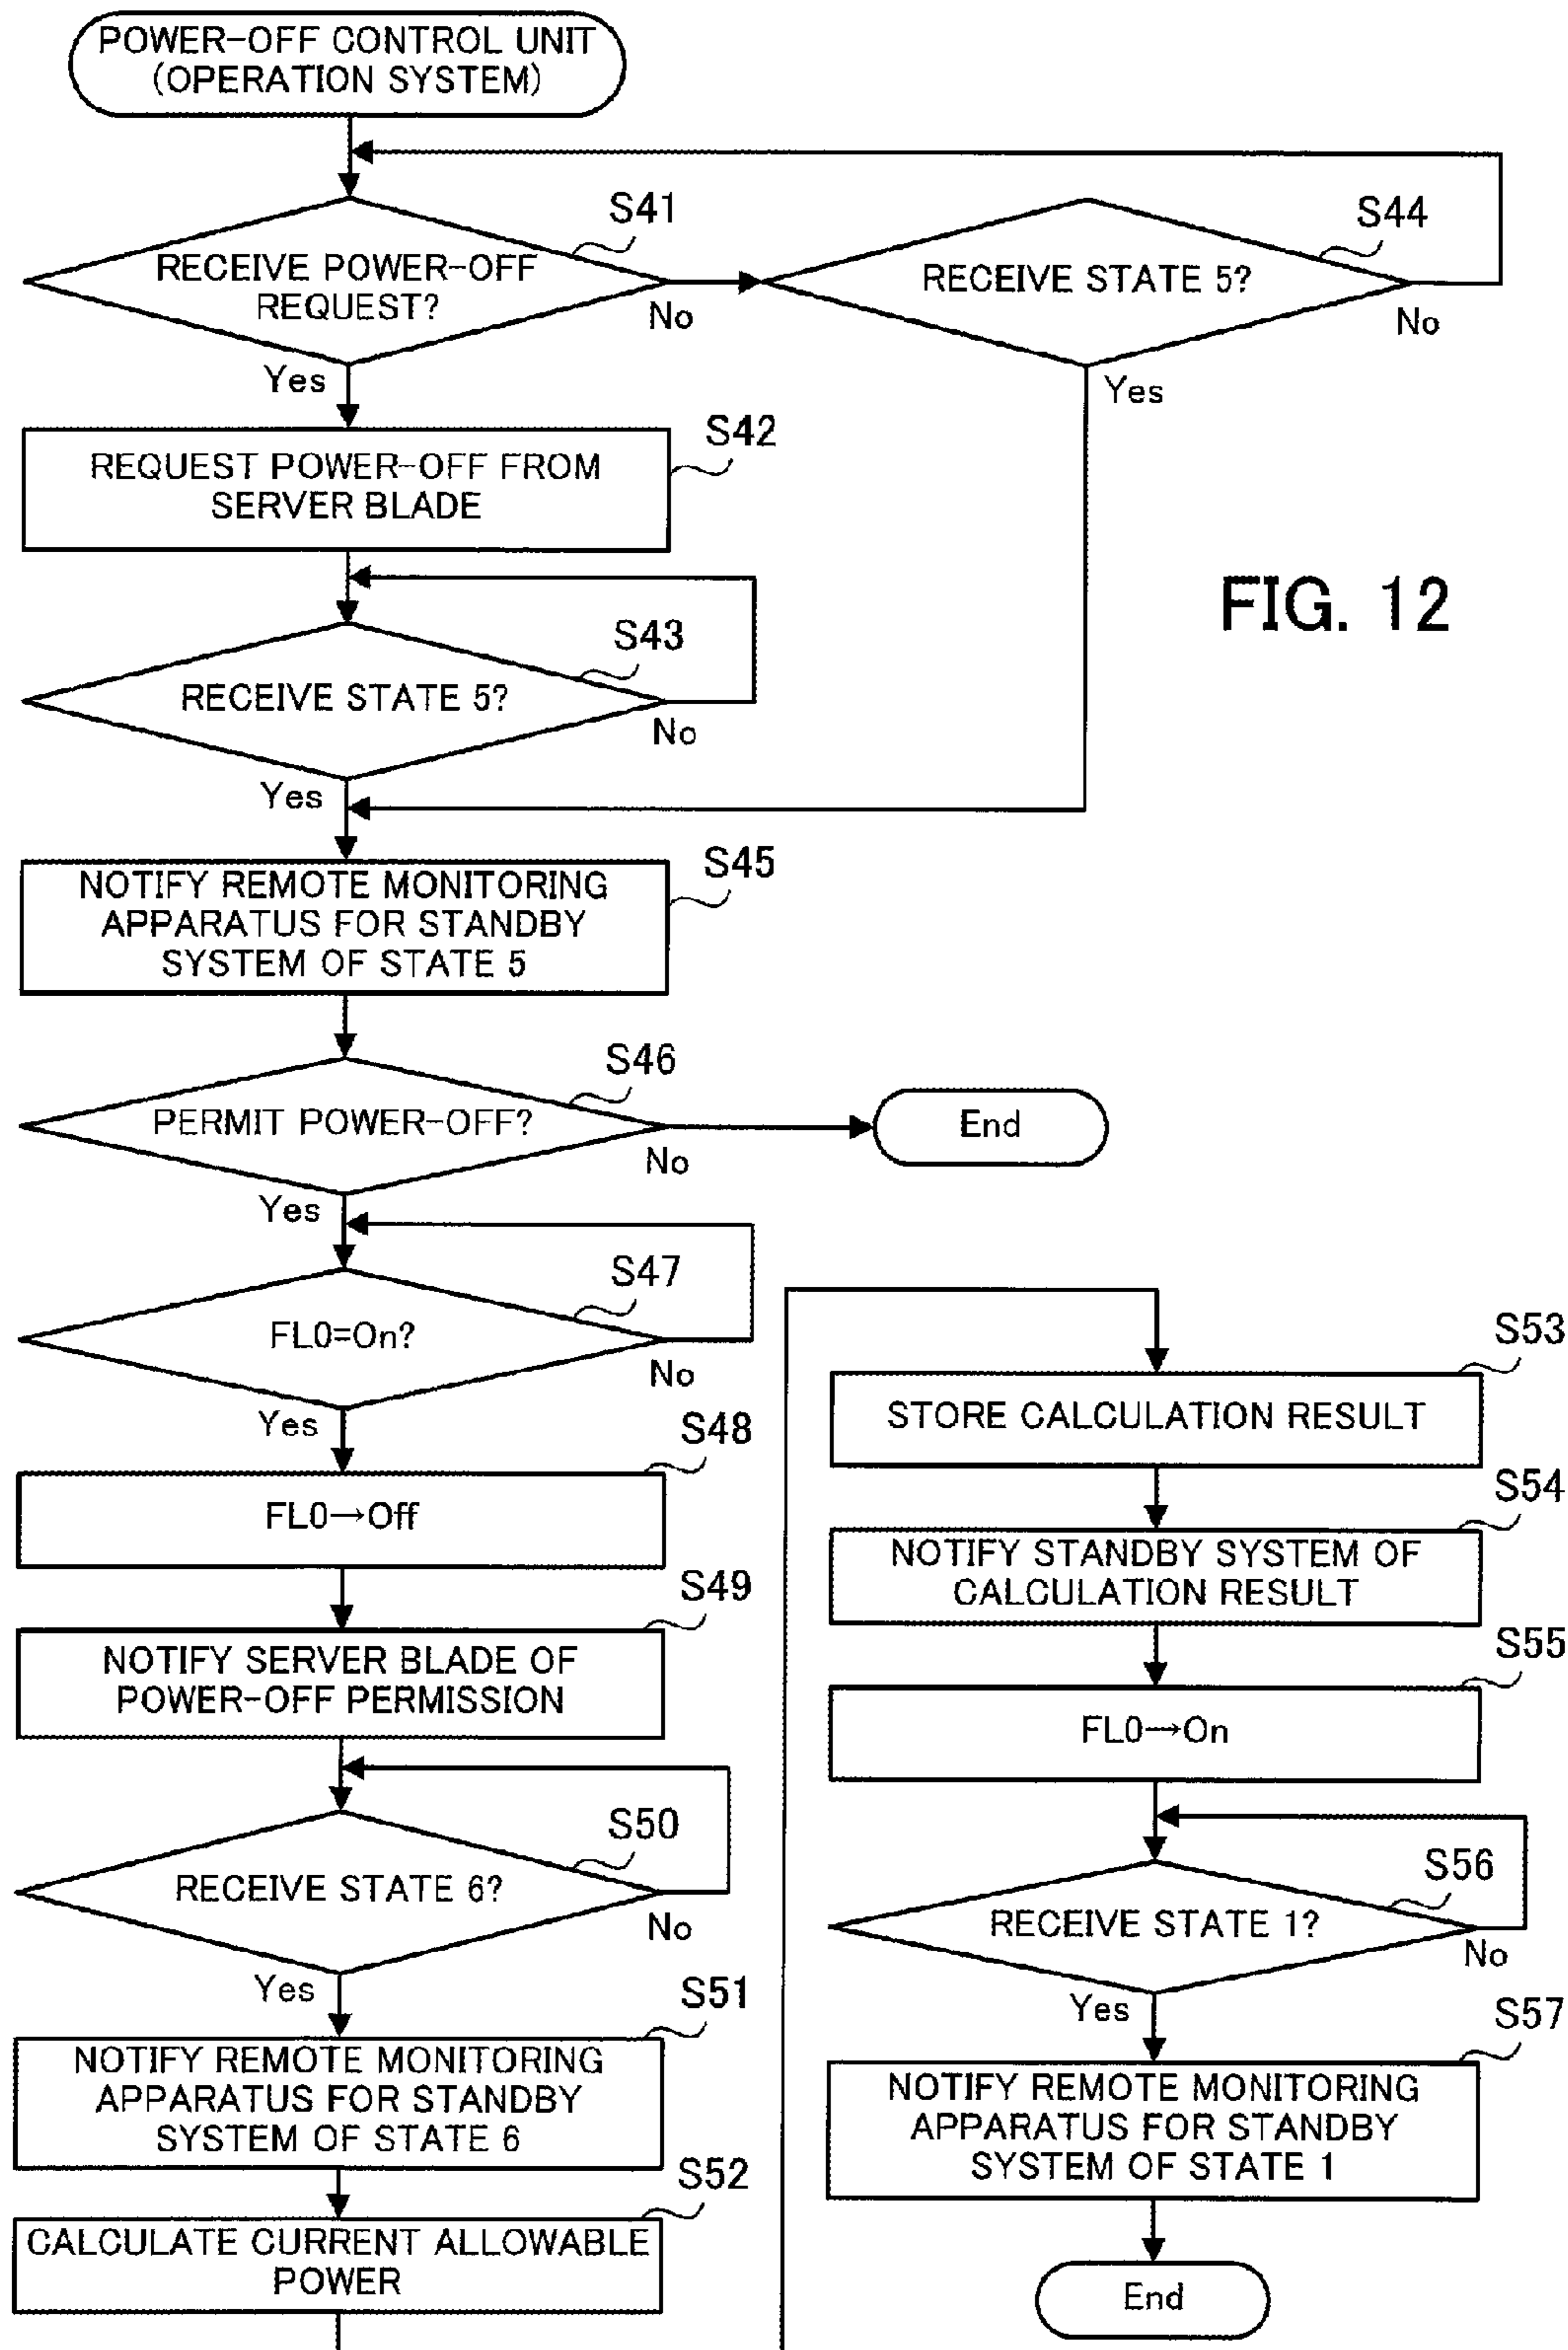 POWER-OFF CONTROL UNIT
(OPERATION SYSTEM)
S41
RECEIVE POWER-OFF
REQUEST?
No
Yes
S44
RECEIVE STATE 5?
No
Yes
S42
REQUEST POWER-OFF FROM
SERVER BLADE
FIG. 12
S43
RECEIVE STATE 5?
No
Yes
S45
NOTIFY REMOTE MONITORING
APPARATUS FOR STANDBY
SYSTEM OF STATE 5
S46
PERMIT POWER-OFF?
No
End
Yes
S47
FL0=On?
No
Yes
S48
FL0→Off
S49
NOTIFY SERVER BLADE OF
POWER-OFF PERMISSION
S50
RECEIVE STATE 6?
No
Yes
S51
NOTIFY REMOTE MONITORING
APPARATUS FOR STANDBY
SYSTEM OF STATE 6
S52
CALCULATE CURRENT ALLOWABLE
POWER
S53
STORE CALCULATION RESULT
S54
NOTIFY STANDBY SYSTEM OF
CALCULATION RESULT
S55
FL0→On
S56
RECEIVE STATE 1?
No
Yes
S57
NOTIFY REMOTE MONITORING
APPARATUS FOR STANDBY
SYSTEM OF STATE 1
End